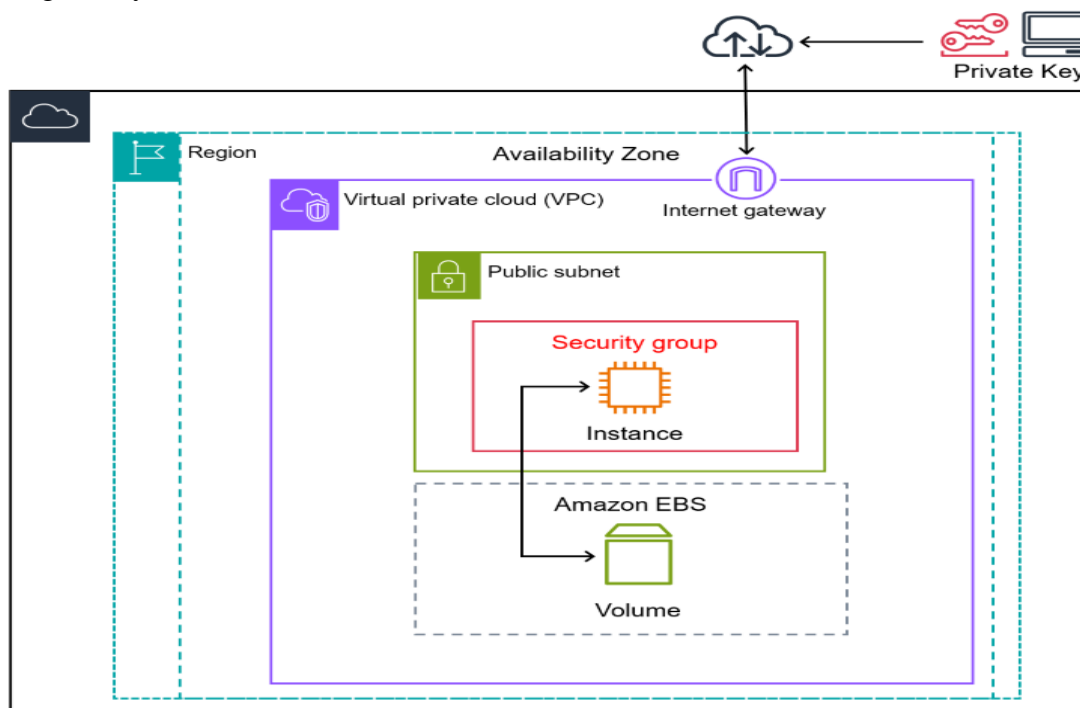 Private Key
Region
Availability Zone
Virtual private cloud (VPC)
Internet gateway
Public subnet
Security group
Instance
Amazon EBS
Volume